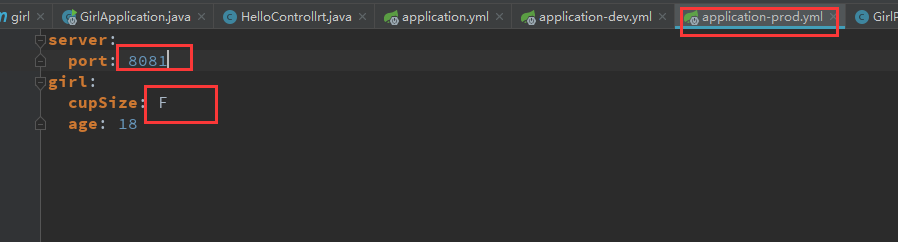 girl GirlApplication.java HelloControllrt.java application.yml application-dev.yml application-prod.yml GirlP
server:
port: 8081
girl:
cupSize: F
age: 18